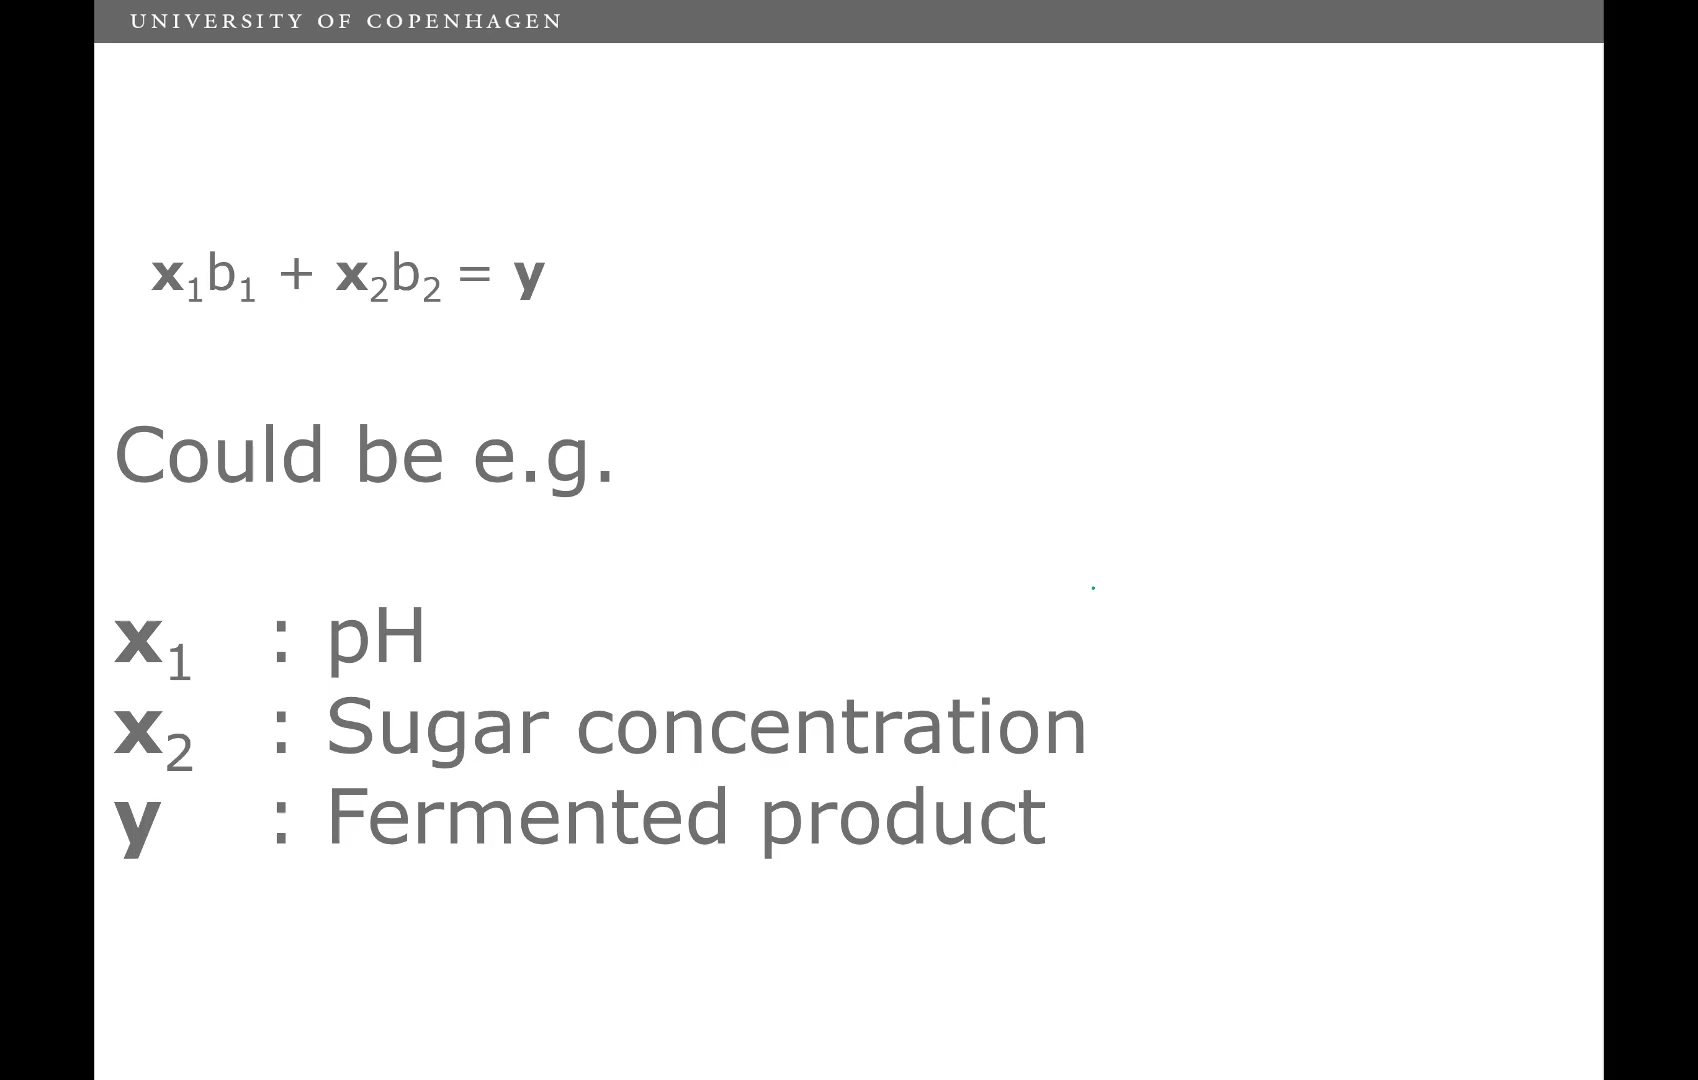 UNIVERSITY OF COPENHAGEN
x₁b₁ + x₂b₂ = y
Could be e.g.
x₁ : pH
x₂ : Sugar concentration
y : Fermented product